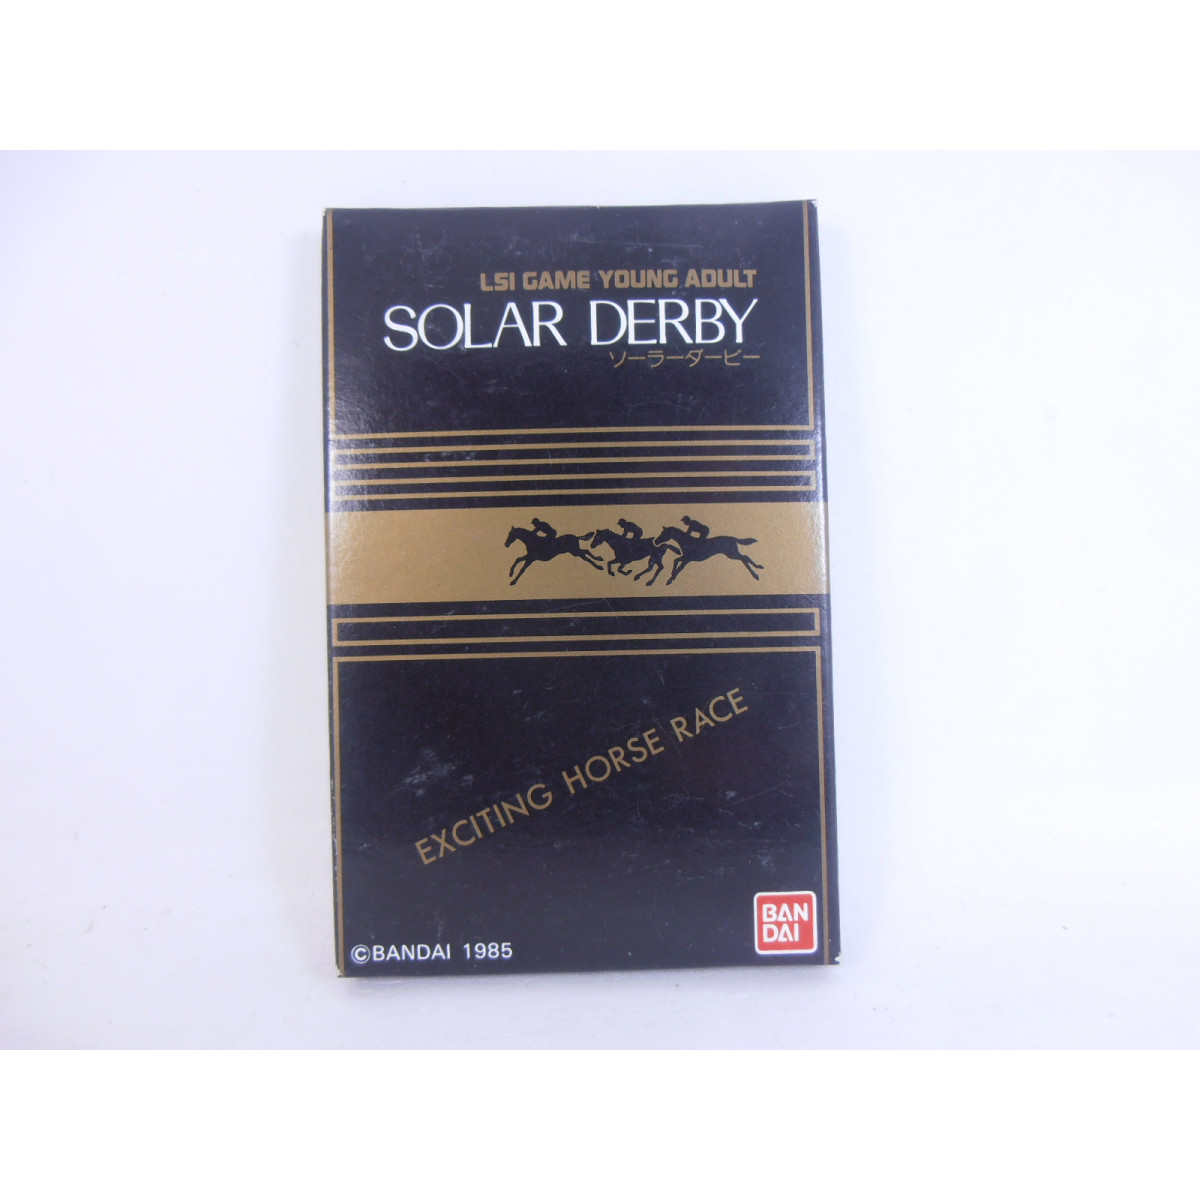 LSI GAME YOUNG ADULT
SOLAR DERBY
ソーラーダービー
EXCITING HORSE RACE
©BANDAI 1985
BAN
DAI